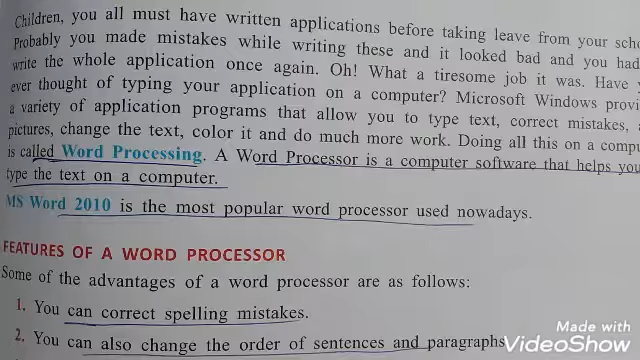 Children, you all must have written applications before taking leave from your
Probably you made mistakes while writing these and it looked bad and you had
write the whole application once again. Oh! What a tiresome job it was. Have
ever thought of typing your application on a computer? Microsoft Windows
a variety of application programs that allow you to type text, correct mistakes,
pictures, change the text, color it and do much more work. Doing all this on a
is called Word Processing. A Word Processor is a computer software that helps you
type the text on a computer.
MS Word 2010 is the most popular word processor used nowadays.
FEATURES OF A WORD PROCESSOR
Some of the advantages of a word processor are as follows:
1. You can correct spelling mistakes.
2. You can also change the order of sentences and paragraphs
Made with
VideoShow